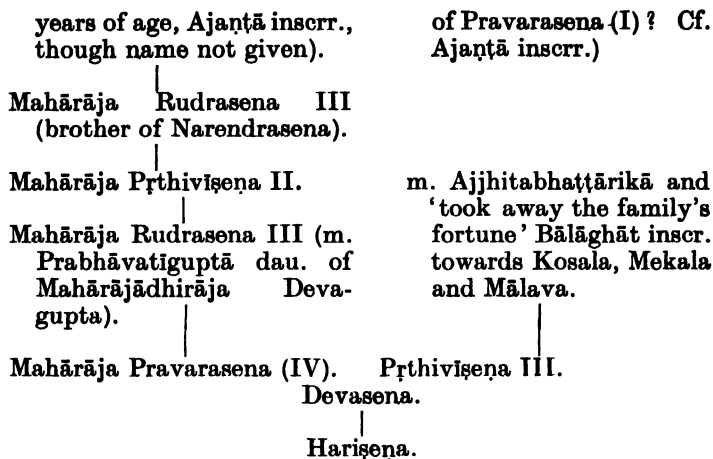 years of age, Ajaṇṭā inscrr.,
though name not given).
of Pravarasena (I)? Cf.
Ajaṇṭā inscrr.)
Mahārāja Rudrasena III
(brother of Narendrasena).
Mahārāja Pṛthivīṣeṇa II.
Mahārāja Rudrasena III (m.
Prabhāvatīguptā dau. of
Mahārājādhirāja Deva-
gupta).
m. Ajjhitabhaṭṭārikā and
‘took away the family's
fortune’ Bālāghāt inscr.
towards Kosala, Mekala
and Mālava.
Mahārāja Pravarasena (IV).
Pṛthivīṣeṇa III.
Devasena.
Hariṣeṇa.